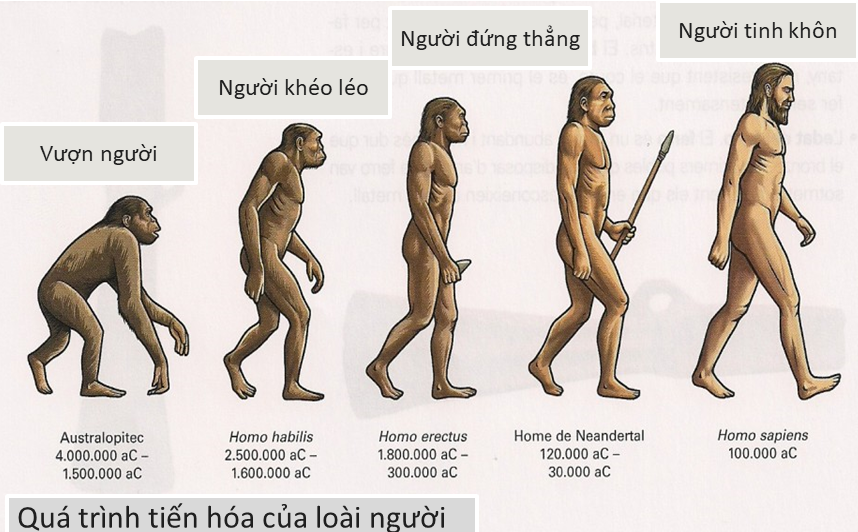 Người tinh khôn
Người đứng thẳng
Người khéo léo
Vượn người
Australopitec
4.000.000 aC –
1.500.000 aC
Homo habilis
2.500.000 aC –
1.600.000 aC
Homo erectus
1.800.000 aC –
300.000 aC
Home de Neandertal
120.000 aC –
30.000 aC
Homo sapiens
100.000 aC
Quá trình tiến hóa của loài người